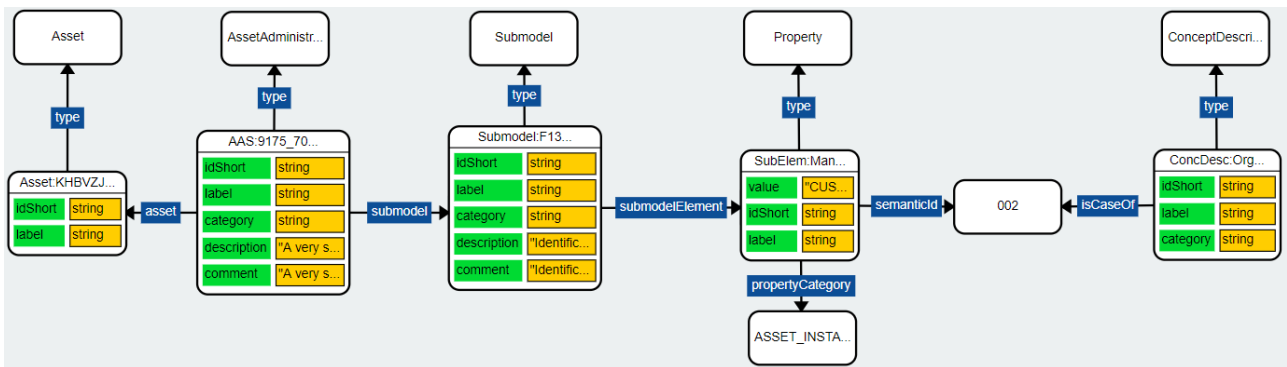 Asset
AssetAdministr...
Submodel
Property
ConceptDescri...
type
type
type
type
type
Asset:KHBVZJ...
idShort string
label string
asset
AAS:9175_70...
idShort string
label string
category string
description "A very s...
comment "A very s...
submodel
Submodel:F13...
idShort string
label string
category string
description "Identific...
comment "Identific...
submodelElement
SubElem:Man...
value "CUS...
idShort string
label string
semanticId
002
isCaseOf
ConcDesc:Org...
idShort string
label string
category string
propertyCategory
ASSET_INSTA...